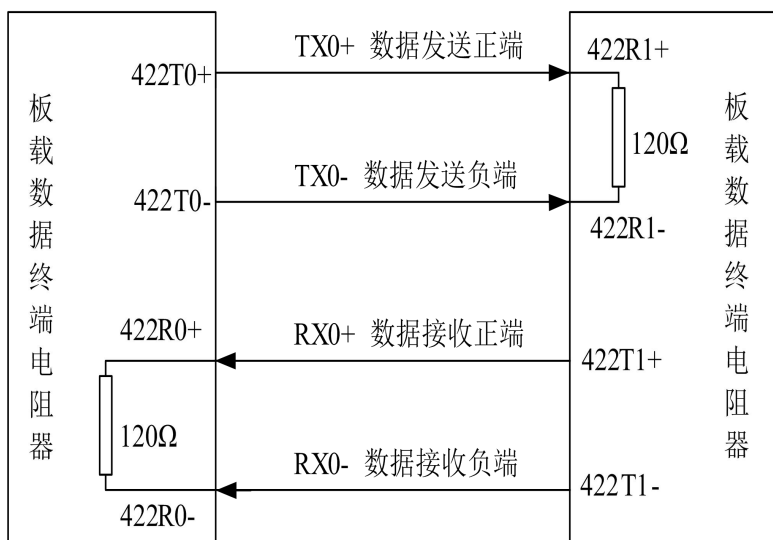 板载数据终端电阻器
422T0+
TX0+ 数据发送正端
422R1+
120Ω
422T0-
TX0- 数据发送负端
422R1-
422R0+
RX0+ 数据接收正端
422T1+
120Ω
422R0-
RX0- 数据接收负端
422T1-
板载数据终端电阻器